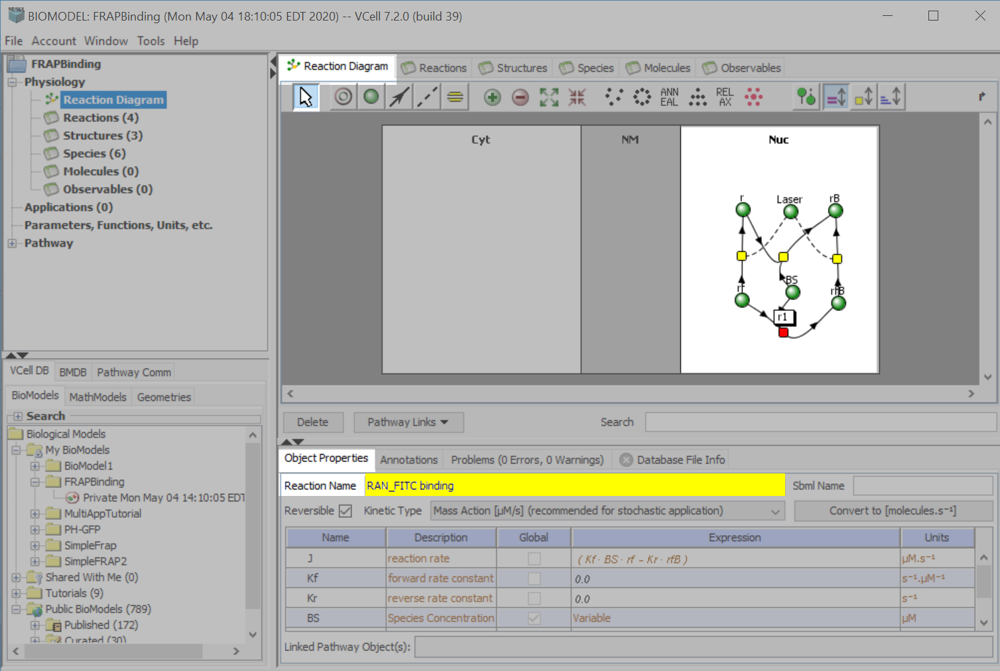 BIOMODEL: FRAPBinding (Mon May 04 18:10:05 EDT 2020) -- VCell 7.2.0 (build 39)
File Account Window Tools Help
FRAPBinding
Physiology
Reaction Diagram
Reactions (4)
Structures (3)
Species (6)
Molecules (0)
Observables (0)
Applications (0)
Parameters, Functions, Units, etc.
Pathway
VCell DB BMDB Pathway Comm
BioModels MathModels Geometries
Search
Biological Models
My BioModels
BioModel1
FRAPBinding
Private Mon May 04 14:10:05 EDT
MultiAppTutorial
PH-GFP
SimpleFrap
SimpleFRAP2
Shared With Me (0)
Tutorials (9)
Public BioModels (789)
Published (172)
Curated (30)
Reaction Diagram Reactions Structures Species Molecules Observables
ANN
EAL
REL
AX
Cyt NM Nuc
r Laser rB
BS
rf rfB
r1
Delete Pathway Links Search
Object Properties Annotations Problems (0 Errors, 0 Warnings) Database File Info
Reaction Name RAN_FITC binding Sbml Name
Reversible Kinetic Type Mass Action [µM/s] (recommended for stochastic application) Convert to [molecules.s⁻¹]
Name Description Global Expression Units
J reaction rate ( Kf · BS · rf - Kr · rfB ) µM.s⁻¹
Kf forward rate constant 0.0 s⁻¹.µM⁻¹
Kr reverse rate constant 0.0 s⁻¹
BS Species Concentration Variable µM
Linked Pathway Object(s):